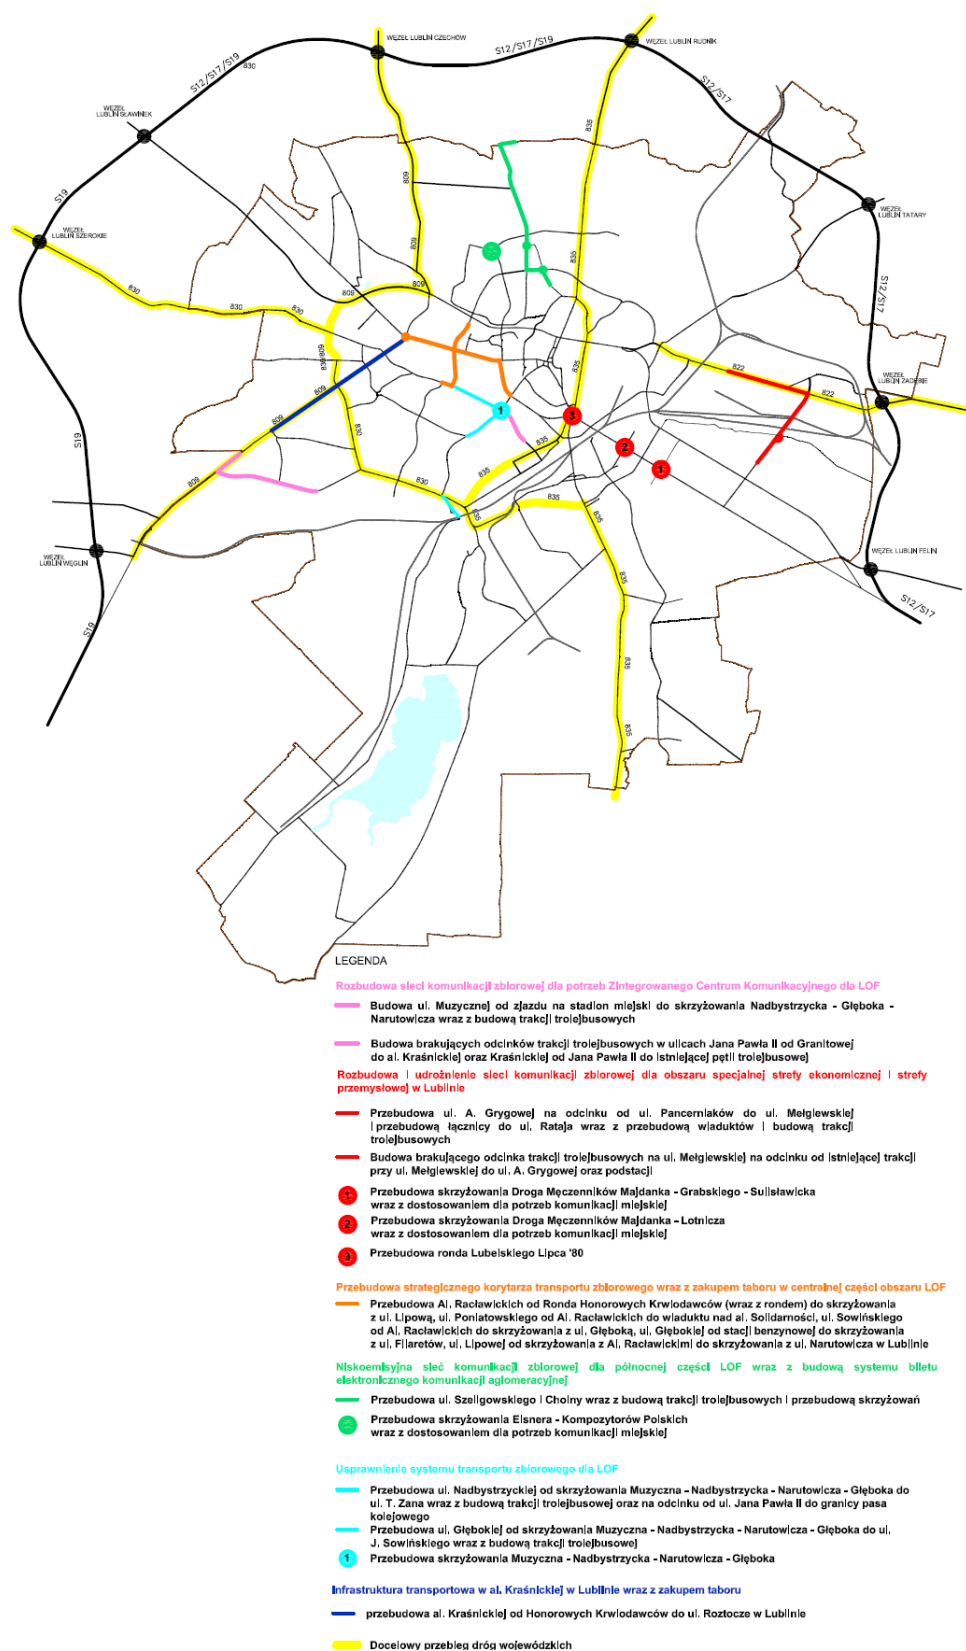 WĘZEŁ LUBLIN CZECHÓW
S12/S17/S19
WĘZEŁ LUBLIN RUDNIK
S12/S17/S19
830
S12/S17
WĘZEŁ
LUBLIN SŁAWINEK
835
809
S19
WĘZEŁ
LUBLIN TATARY
WĘZEŁ
LUBLIN SZEROKIE
809
835
S12/S17
830
830
809
809
830
809
809
835
822
822
WĘZEŁ
LUBLIN ZADĘBIE
809
809
1
3
S19
830
835
2
1
809
830
835
835
835
835
WĘZEŁ
LUBLIN WĘGLIN
WĘZEŁ LUBLIN FELIN
835
S12/S17
S19
835
835
LEGENDA
Rozbudowa sieci komunikacji zbiorowej dla potrzeb Zintegrowanego Centrum Komunikacyjnego dla LOF
Budowa ul. Muzycznej od zjazdu na stadion miejski do skrzyżowania Nadbystrzycka - Głęboka -
Narutowicza wraz z budową trakcji trolejbusowych
Budowa brakujących odcinków trakcji trolejbusowych w ulicach Jana Pawła II od Granitowej
do al. Kraśnickiej oraz Kraśnickiej od Jana Pawła II do istniejącej pętli trolejbusowej
Rozbudowa i udrożnienie sieci komunikacji zbiorowej dla obszaru specjalnej strefy ekonomicznej i strefy
przemysłowej w Lublinie
Przebudowa ul. A. Grygowej na odcinku od ul. Pancerniaków do ul. Mełgiewskiej
i przebudową łącznicy do ul. Rataja wraz z przebudową wiaduktów i budową trakcji
trolejbusowych
Budowa brakującego odcinka trakcji trolejbusowych na ul. Mełgiewskiej na odcinku od istniejącej trakcji
przy ul. Mełgiewskiej do ul. A. Grygowej oraz podstacji
1 Przebudowa skrzyżowania Droga Męczenników Majdanka - Grabskiego - Sulisławicka
wraz z dostosowaniem dla potrzeb komunikacji miejskiej
2 Przebudowa skrzyżowania Droga Męczenników Majdanka - Lotnicza
wraz z dostosowaniem dla potrzeb komunikacji miejskiej
3 Przebudowa ronda Lubelskiego Lipca '80
Przebudowa strategicznego korytarza transportu zbiorowego wraz z zakupem taboru w centralnej części obszaru LOF
Przebudowa Al. Racławickich od Ronda Honorowych Krwiodawców (wraz z rondem) do skrzyżowania
z ul. Lipową, ul. Poniatowskiego od Al. Racławickich do wiaduktu nad al. Solidarności, ul. Sowińskiego
od Al. Racławickich do skrzyżowania z ul. Głęboką, ul. Głębokiej od stacji benzynowej do skrzyżowania
z ul. Filaretów, ul. Lipowej od skrzyżowania z Al. Racławickimi do skrzyżowania z ul. Narutowicza w Lublinie
Niskoemisyjna sieć komunikacji zbiorowej dla północnej części LOF wraz z budową systemu biletu
elektronicznego komunikacji aglomeracyjnej
Przebudowa ul. Szeligowskiego i Choiny wraz z budową trakcji trolejbusowych i przebudową skrzyżowań
Przebudowa skrzyżowania Elsnera - Kompozytorów Polskich
wraz z dostosowaniem dla potrzeb komunikacji miejskiej
Usprawnienie systemu transportu zbiorowego dla LOF
Przebudowa ul. Nadbystrzyckiej od skrzyżowania Muzyczna - Nadbystrzycka - Narutowicza - Głęboka do
ul. T. Zana wraz z budową trakcji trolejbusowej oraz na odcinku od ul. Jana Pawła II do granicy pasa
kolejowego
Przebudowa ul. Głębokiej od skrzyżowania Muzyczna - Nadbystrzycka - Narutowicza - Głęboka do ul.
J. Sowińskiego wraz z budową trakcji trolejbusowej
1 Przebudowa skrzyżowania Muzyczna - Nadbystrzycka - Narutowicza - Głęboka
Infrastruktura transportowa w al. Kraśnickiej w Lublinie wraz z zakupem taboru
przebudowa al. Kraśnickiej od Honorowych Krwiodawców do ul. Roztocze w Lublinie
Docelowy przebieg dróg wojewódzkich